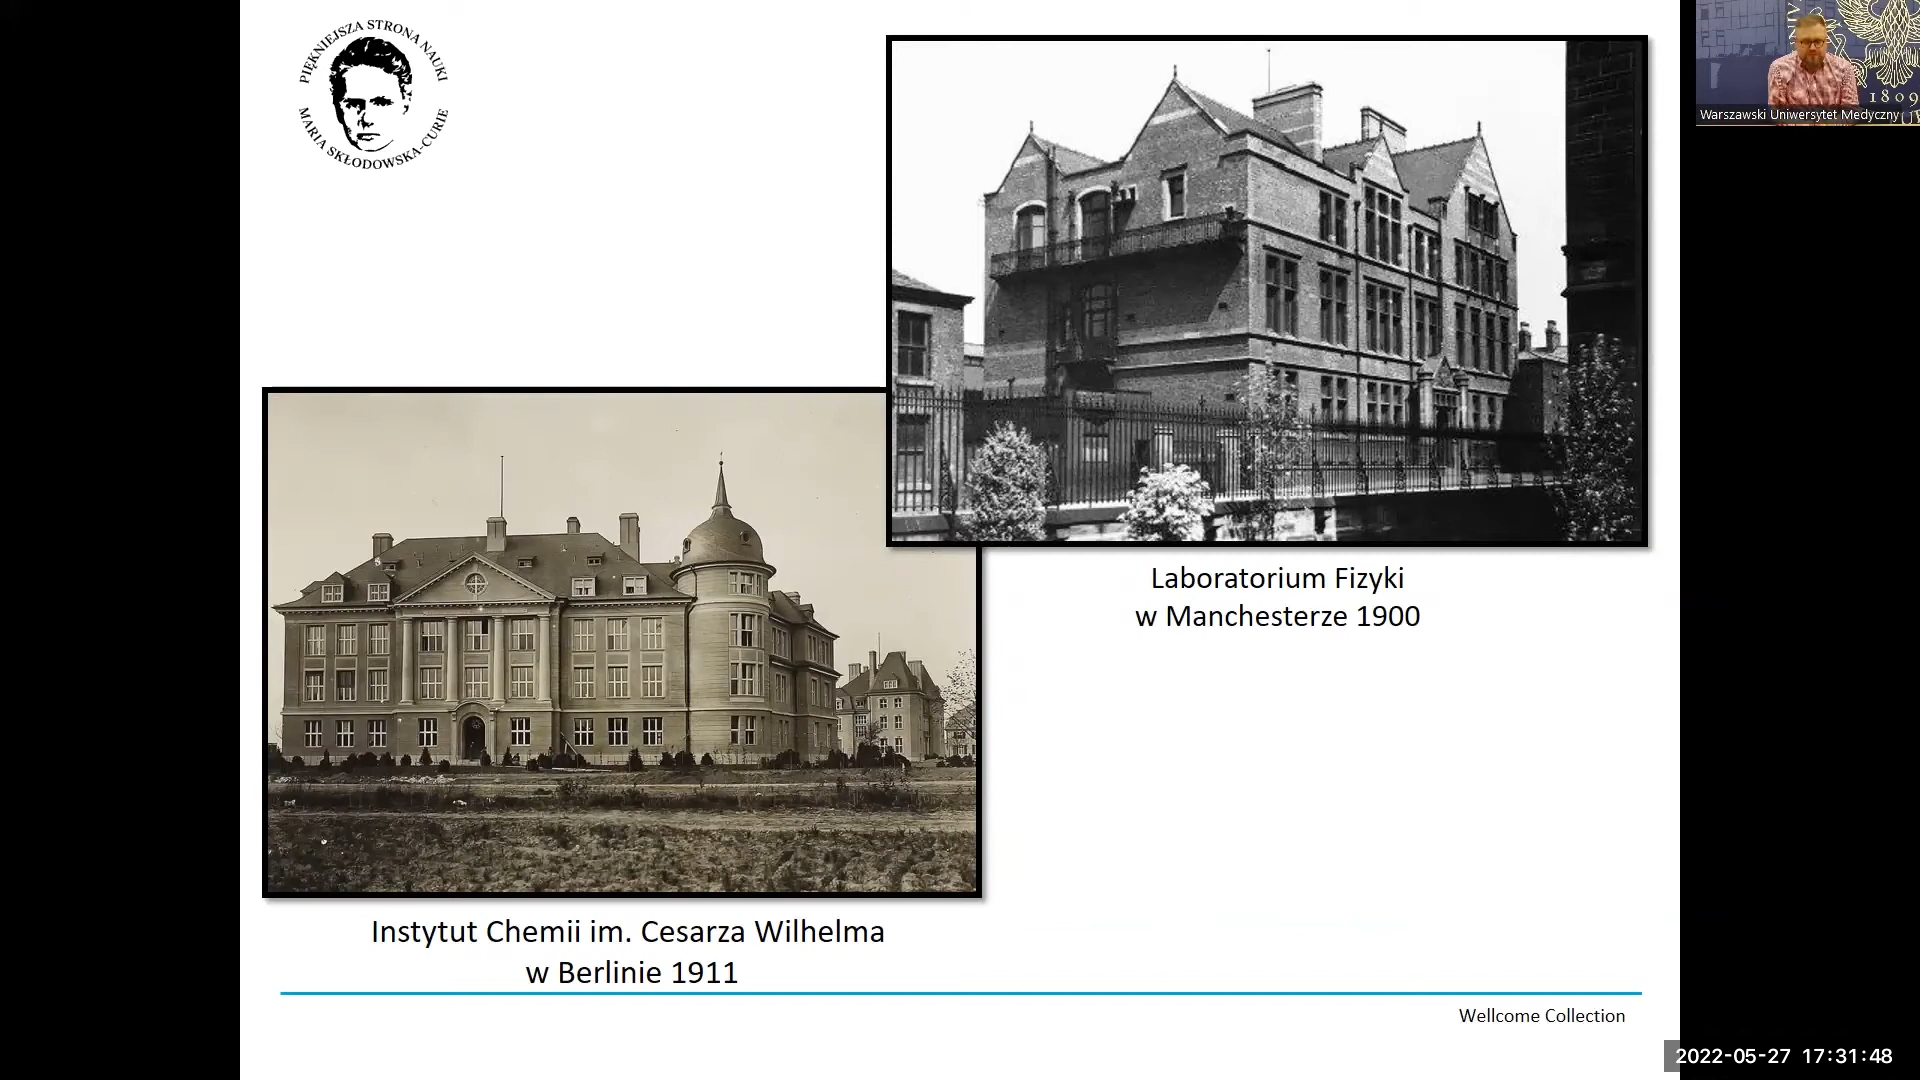 PIĘKNIEJSZA STRONA NAUKI
MARIA SKŁODOWSKA-CURIE
1809
Warszawski Uniwersytet Medyczny
Laboratorium Fizyki
w Manchesterze 1900
Instytut Chemii im. Cesarza Wilhelma
w Berlinie 1911
Wellcome Collection
2022-05-27 17:31:48